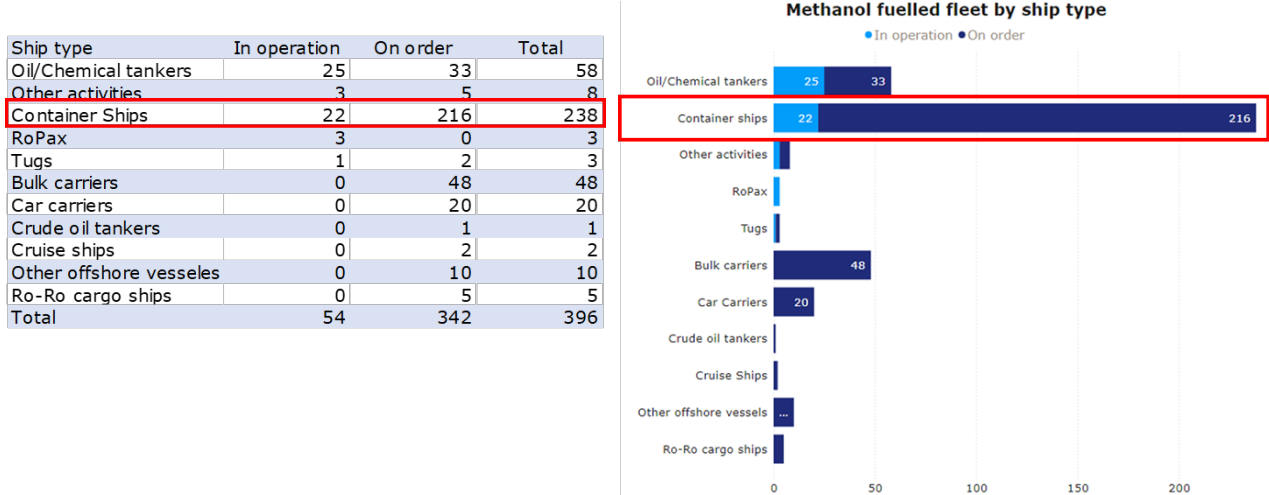 Ship type In operation On order Total
Oil/Chemical tankers 25 33 58
Other activities 3 5 8
Container Ships 22 216 238
RoPax 3 0 3
Tugs 1 2 3
Bulk carriers 0 48 48
Car carriers 0 20 20
Crude oil tankers 0 1 1
Cruise ships 0 2 2
Other offshore vesseles 0 10 10
Ro-Ro cargo ships 0 5 5
Total 54 342 396
Methanol fuelled fleet by ship type
In operation On order
Oil/Chemical tankers 25 33
Container ships 22 216
Other activities
RoPax
Tugs
Bulk carriers 48
Car Carriers 20
Crude oil tankers
Cruise Ships
Other offshore vessels ...
Ro-Ro cargo ships
0 50 100 150 200